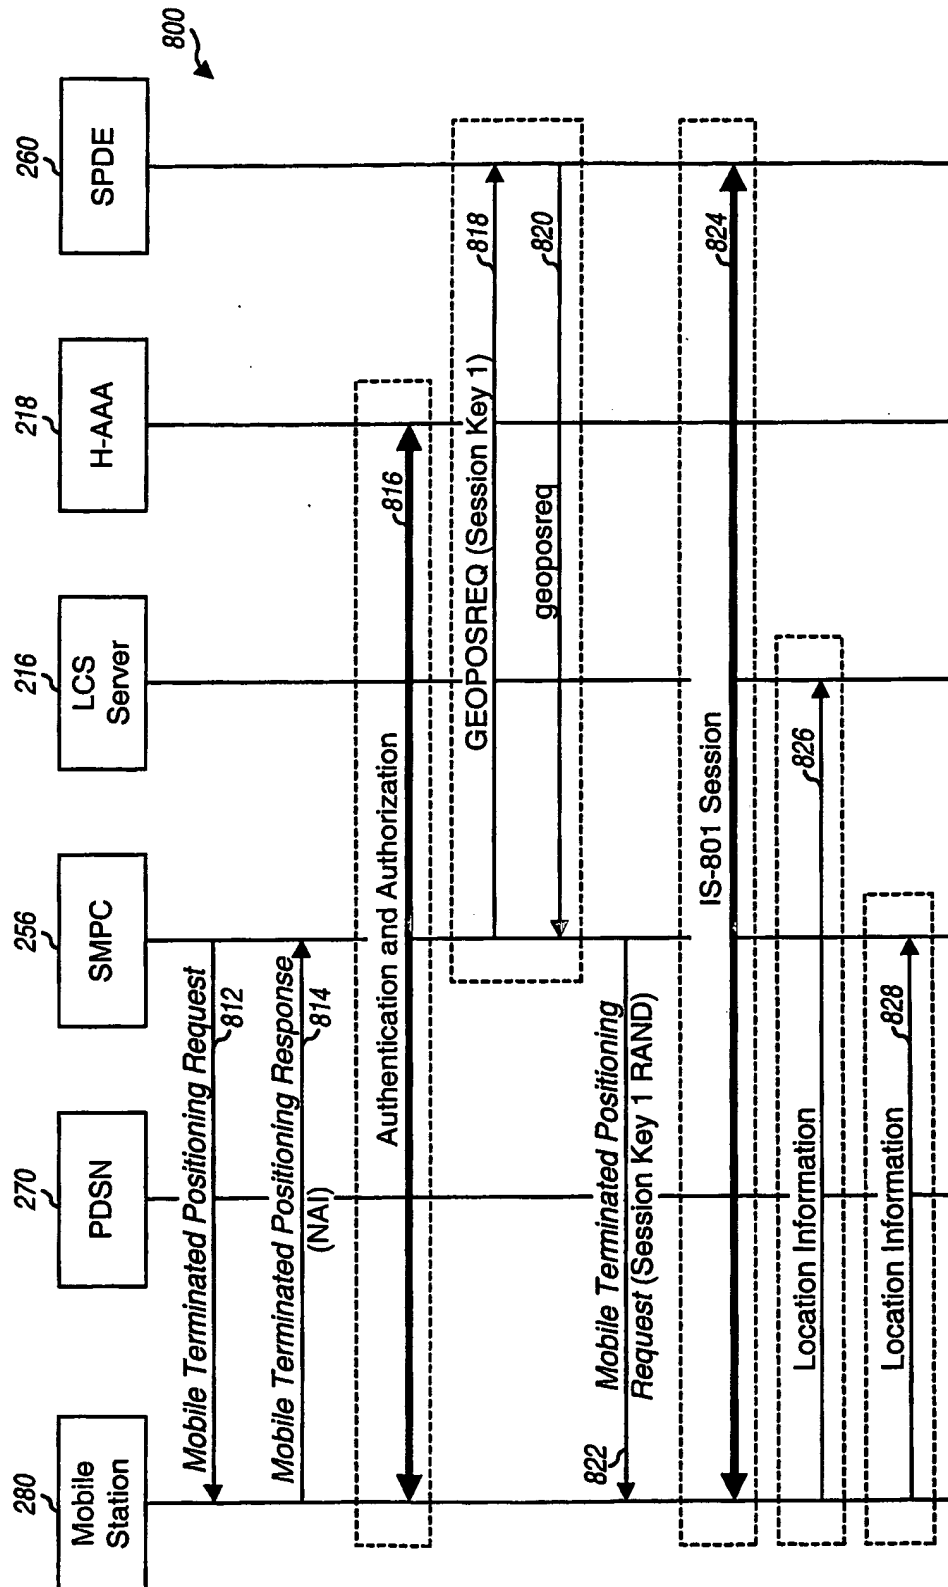 800
280
Mobile
Station
270
PDSN
256
SMPC
216
LCS
Server
218
H-AAA
260
SPDE
Mobile Terminated Positioning Request
812
Mobile Terminated Positioning Response
(NAI)
814
Authentication and Authorization
816
GEOPOSREQ (Session Key 1)
818
geoposreq
820
Mobile Terminated Positioning
Request (Session Key 1 RAND)
822
IS-801 Session
824
Location Information
826
Location Information
828